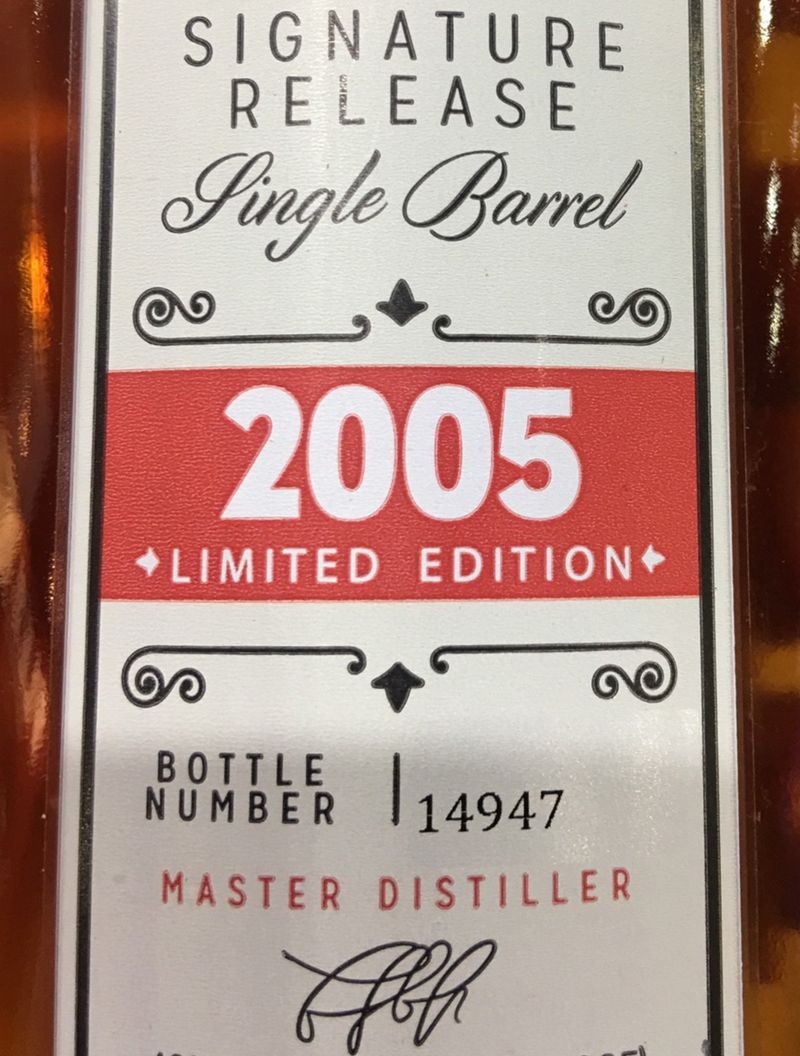 SIGNATURE
RELEASE
Single Barrel
2005
LIMITED EDITION
BOTTLE
NUMBER
14947
MASTER DISTILLER